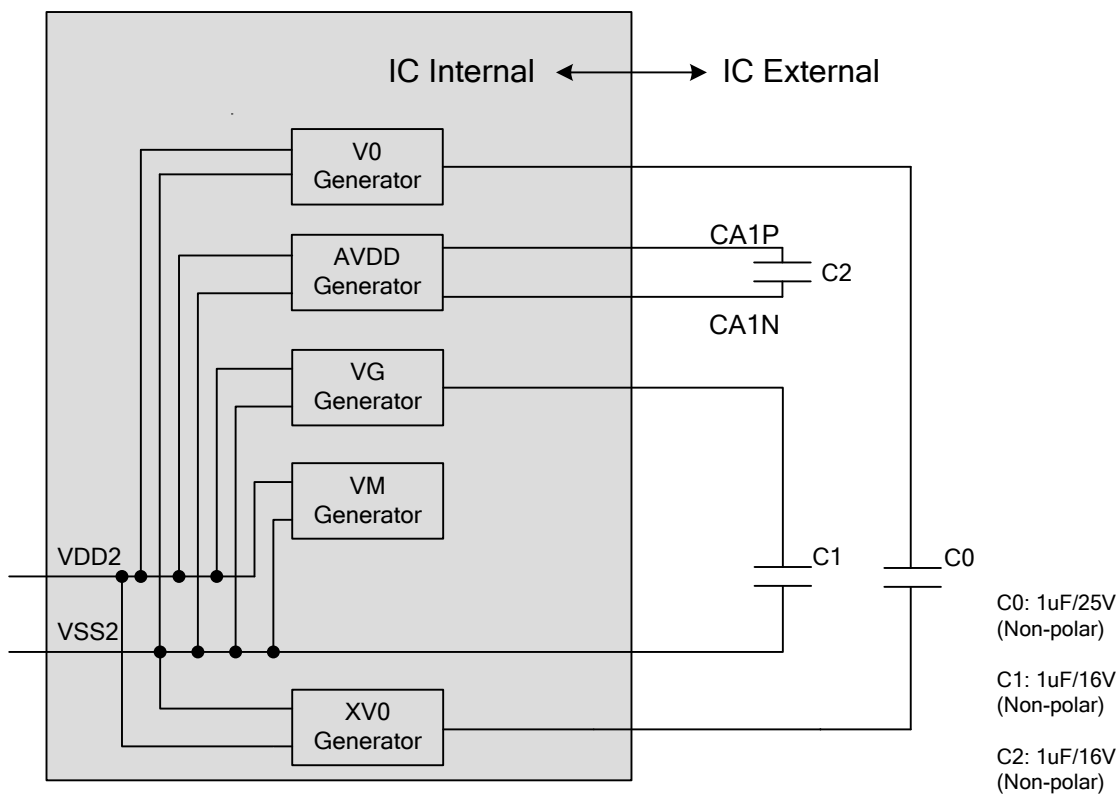 IC Internal
IC External
V0
Generator
AVDD
Generator
CA1P
C2
CA1N
VG
Generator
VM
Generator
VDD2
C1
C0
VSS2
XV0
Generator
C0: 1uF/25V
(Non-polar)
C1: 1uF/16V
(Non-polar)
C2: 1uF/16V
(Non-polar)